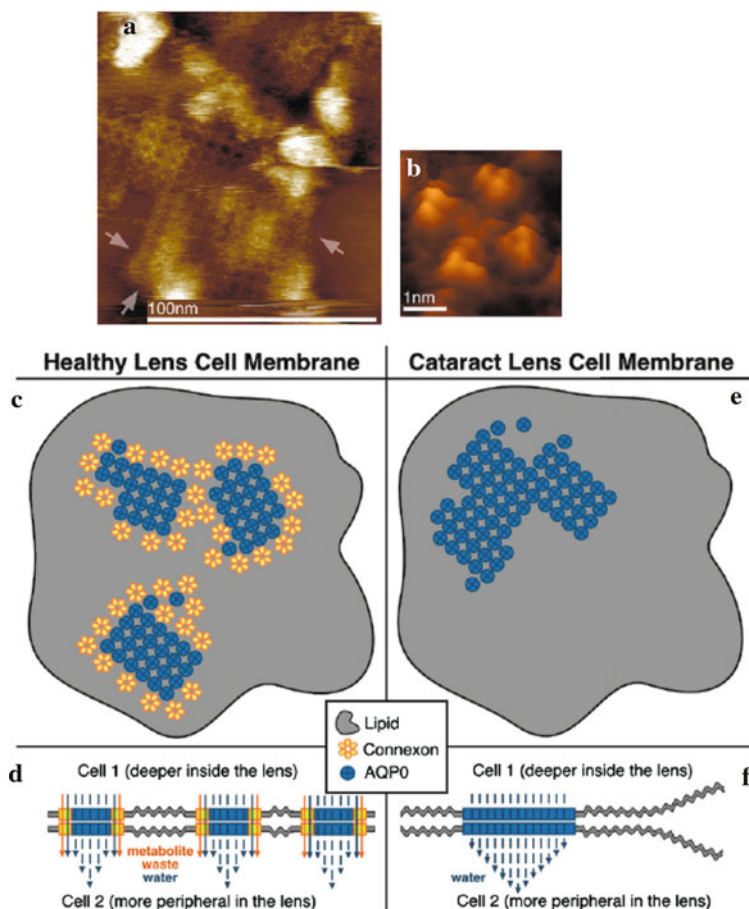 a
100nm
b
1nm
Healthy Lens Cell Membrane
Cataract Lens Cell Membrane
c
e
Lipid
Connexon
AQP0
d
Cell 1 (deeper inside the lens)
metabolite
waste
water
Cell 2 (more peripheral in the lens)
f
Cell 1 (deeper inside the lens)
water
Cell 2 (more peripheral in the lens)